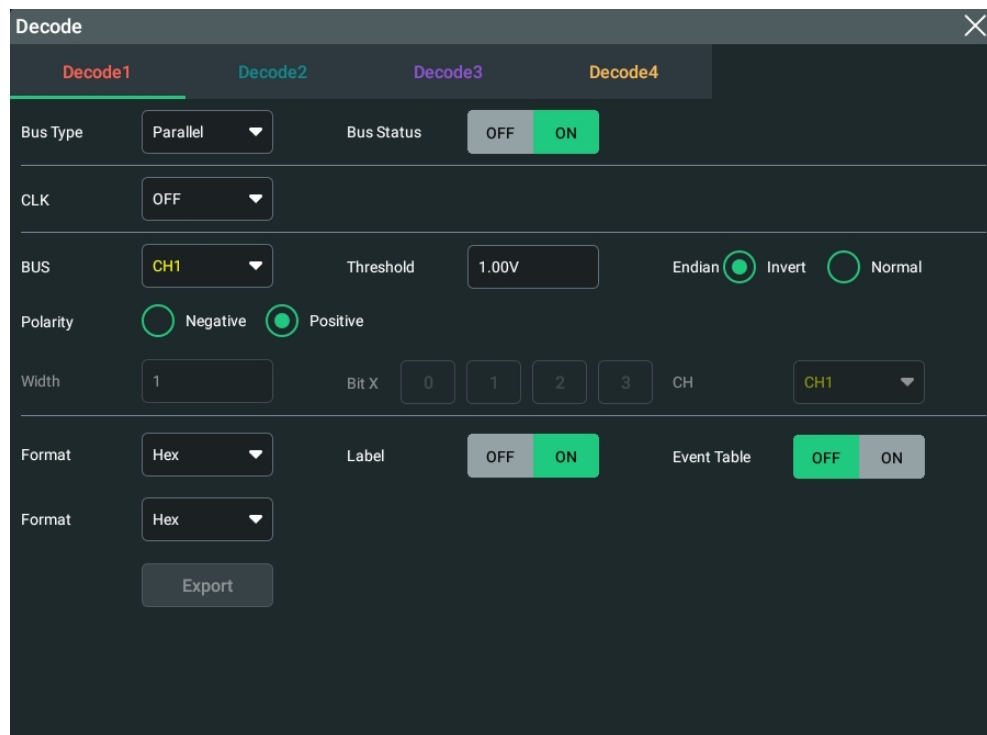 Decode
Decode1 Decode2 Decode3 Decode4
Bus Type Parallel Bus Status OFF ON
CLK OFF
BUS CH1 Threshold 1.00V Endian Invert Normal
Polarity Negative Positive
Width 1 Bit X 0 1 2 3 CH CH1
Format Hex Label OFF ON Event Table OFF ON
Format Hex
Export